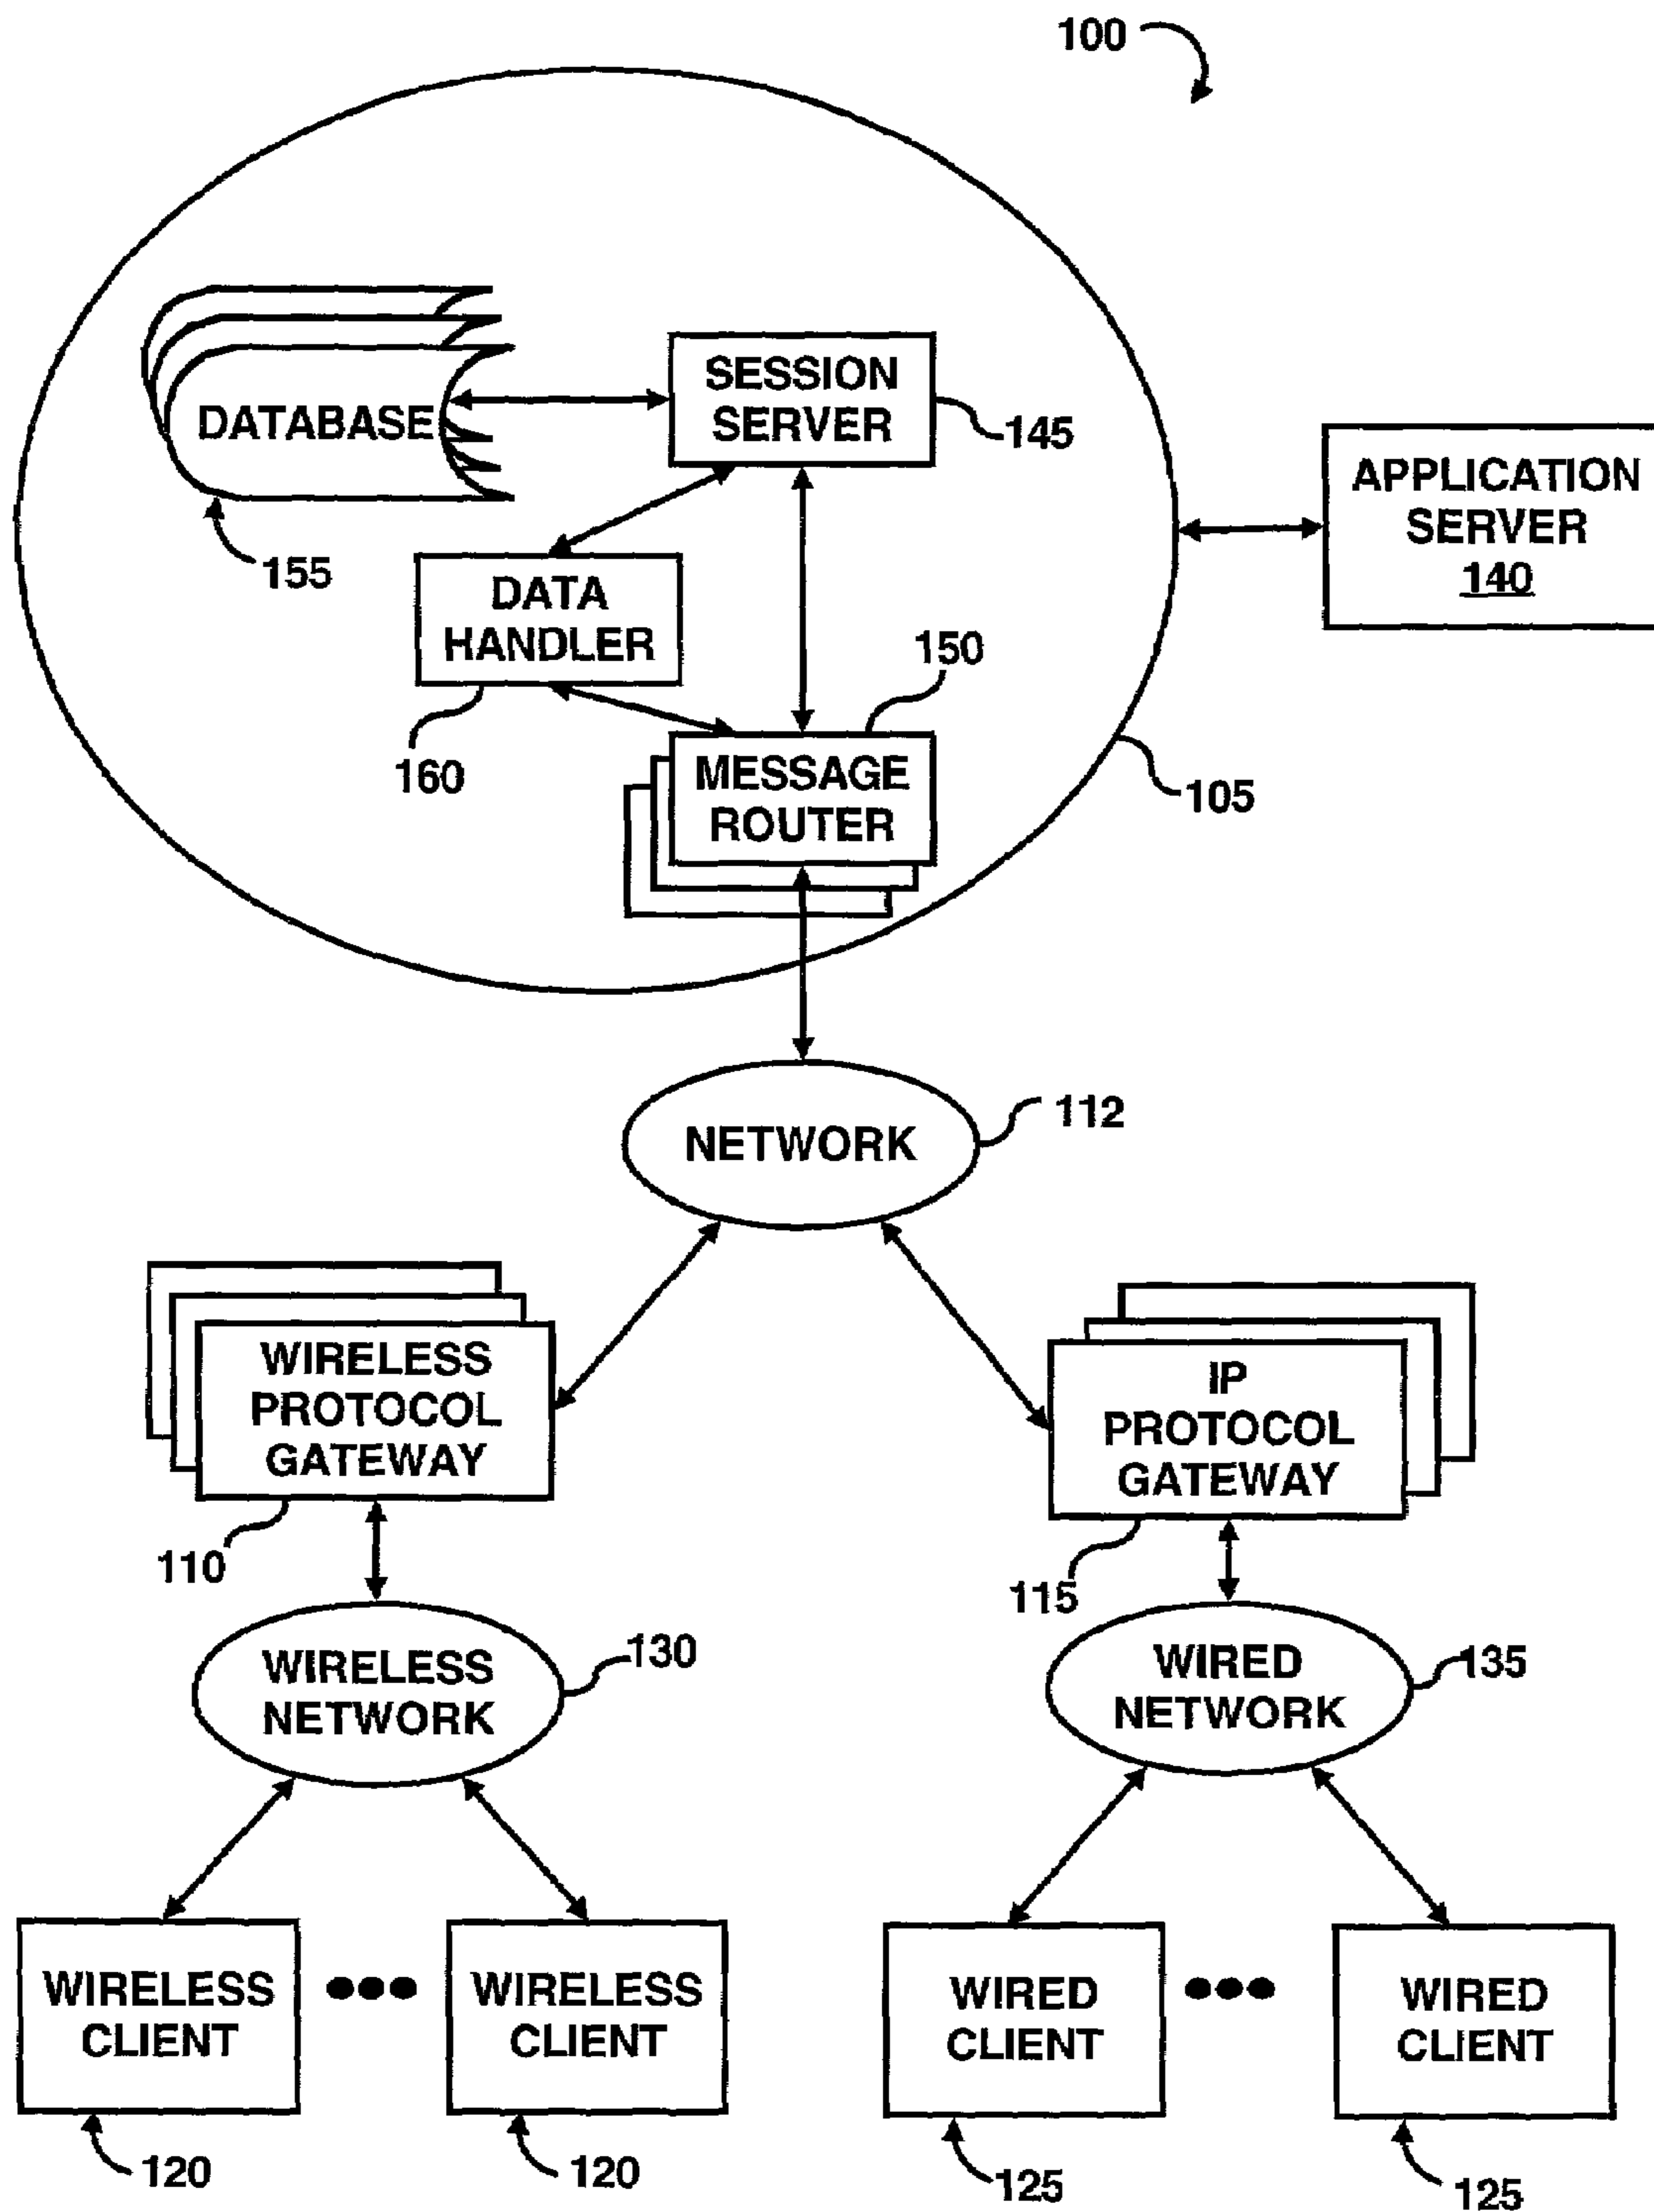 100
DATABASE
155
SESSION
SERVER
145
APPLICATION
SERVER
140
DATA
HANDLER
160
150
MESSAGE
ROUTER
105
NETWORK
112
WIRELESS
PROTOCOL
GATEWAY
110
IP
PROTOCOL
GATEWAY
115
WIRELESS
NETWORK
130
WIRED
NETWORK
135
WIRELESS
CLIENT
120
WIRELESS
CLIENT
120
WIRED
CLIENT
125
WIRED
CLIENT
125